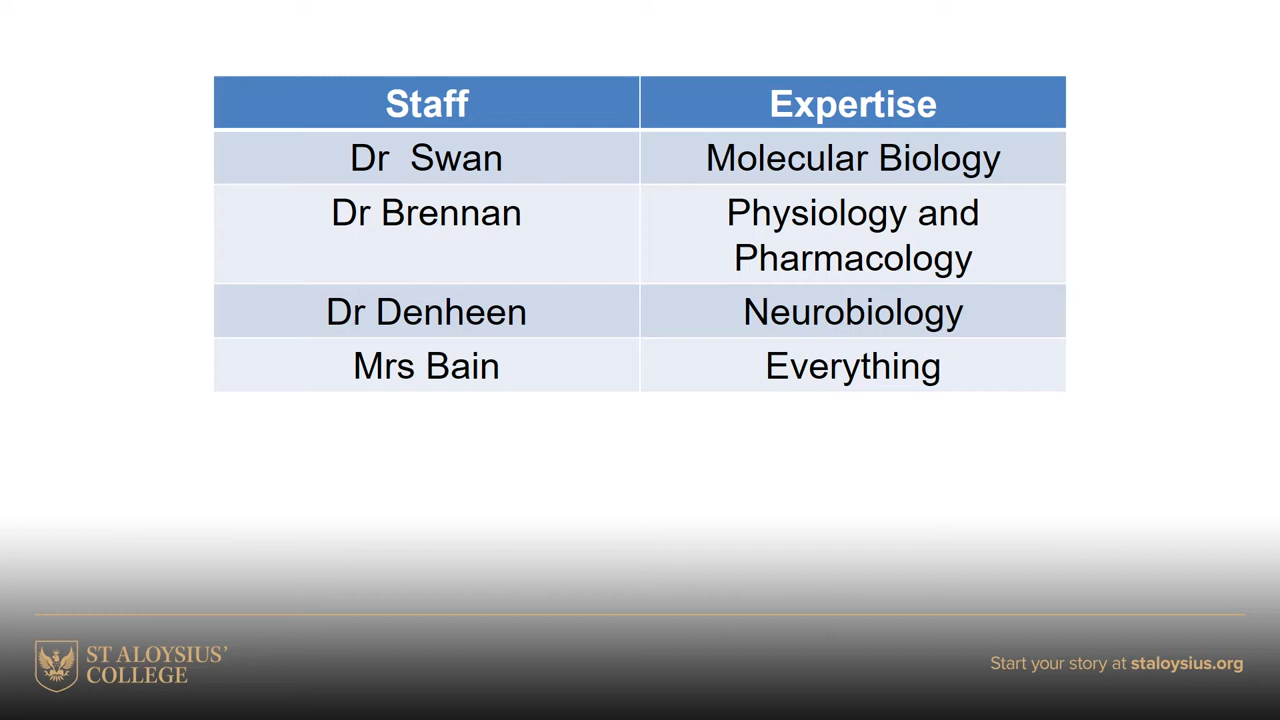 Staff Expertise
Dr Swan Molecular Biology
Dr Brennan Physiology and
Pharmacology
Dr Denheen Neurobiology
Mrs Bain Everything
ST ALOYSIUS'
COLLEGE
Start your story at staloysius.org